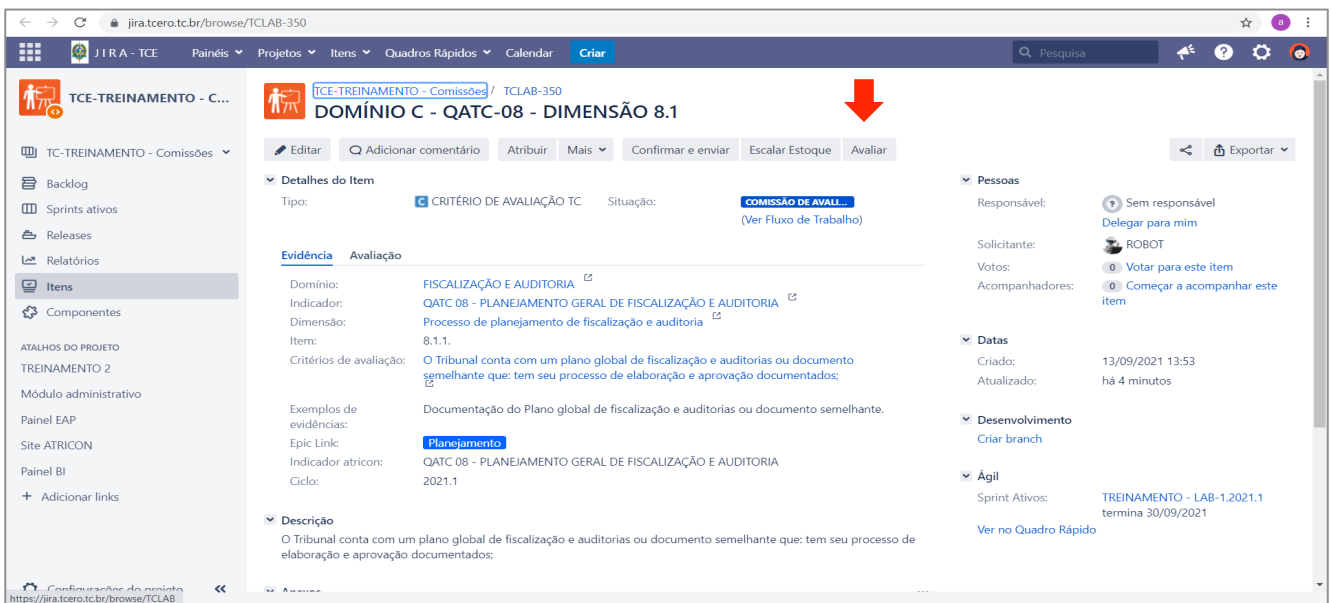 jira.tcero.tc.br/browse/TCLAB-350
a
J I R A - TCE Painéis Projetos Itens Quadros Rápidos Calendar Criar Pesquisa
TCE-TREINAMENTO - C...
TC-TREINAMENTO - Comissões
Backlog
Sprints ativos
Releases
Relatórios
Itens
Componentes
ATALHOS DO PROJETO
TREINAMENTO 2
Módulo administrativo
Painel EAP
Site ATRICON
Painel BI
+ Adicionar links
Configurações do projeto
https://jira.tcero.tc.br/browse/TCLAB
TCE-TREINAMENTO - Comissões / TCLAB-350
DOMÍNIO C - QATC-08 - DIMENSÃO 8.1
Editar Adicionar comentário Atribuir Mais Confirmar e enviar Escalar Estoque Avaliar Exportar
Detalhes do Item
Tipo: C CRITÉRIO DE AVALIAÇÃO TC Situação: COMISSÃO DE AVALI...
(Ver Fluxo de Trabalho)
Evidência Avaliação
Domínio: FISCALIZAÇÃO E AUDITORIA
Indicador: QATC 08 - PLANEJAMENTO GERAL DE FISCALIZAÇÃO E AUDITORIA
Dimensão: Processo de planejamento de fiscalização e auditoria
Item: 8.1.1.
Critérios de avaliação: O Tribunal conta com um plano global de fiscalização e auditorias ou documento
semelhante que: tem seu processo de elaboração e aprovação documentados;
Exemplos de Documentação do Plano global de fiscalização e auditorias ou documento semelhante.
evidências:
Epic Link: Planejamento
Indicador atricon: QATC 08 - PLANEJAMENTO GERAL DE FISCALIZAÇÃO E AUDITORIA
Ciclo: 2021.1
Descrição
O Tribunal conta com um plano global de fiscalização e auditorias ou documento semelhante que: tem seu processo de
elaboração e aprovação documentados;
Anexos
Pessoas
Responsável: Sem responsável
Delegar para mim
Solicitante: ROBOT
Votos: 0 Votar para este item
Acompanhadores: 0 Começar a acompanhar este
item
Datas
Criado: 13/09/2021 13:53
Atualizado: há 4 minutos
Desenvolvimento
Criar branch
Ágil
Sprint Ativos: TREINAMENTO - LAB-1.2021.1
termina 30/09/2021
Ver no Quadro Rápido